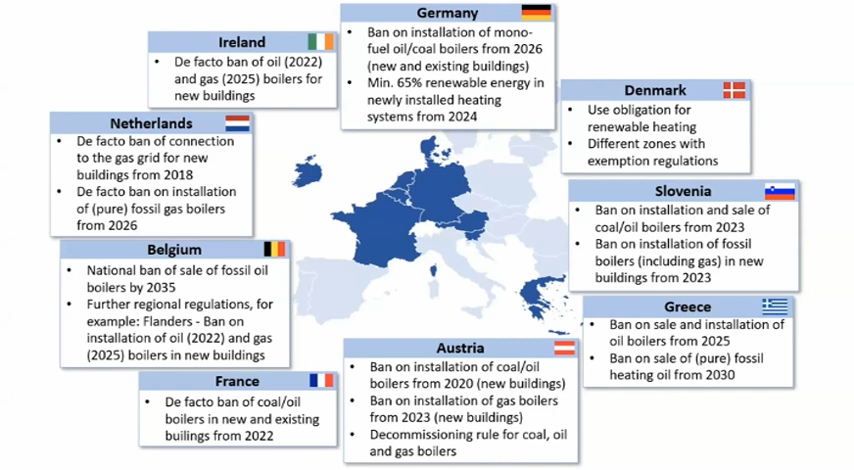 Germany
• Ban on installation of mono-
fuel oil/coal boilers from 2026
(new and existing buildings)
• Min. 65% renewable energy in
newly installed heating
systems from 2024
Ireland
• De facto ban of oil (2022)
and gas (2025) boilers for
new buildings
Denmark
• Use obligation for
renewable heating
• Different zones with
exemption regulations
Netherlands
• De facto ban of connection
to the gas grid for new
buildings from 2018
• De facto ban on installation
of (pure) fossil gas boilers
from 2026
Slovenia
• Ban on installation and sale of
coal/oil boilers from 2023
• Ban on installation of fossil
boilers (including gas) in new
buildings from 2023
Belgium
• National ban of sale of fossil oil
boilers by 2035
• Further regional regulations, for
example: Flanders - Ban on
installation of oil (2022) and gas
(2025) boilers in new buildings
Greece
• Ban on sale and installation of
oil boilers from 2025
• Ban on sale of (pure) fossil
heating oil from 2030
Austria
• Ban on installation of coal/oil
boilers from 2020 (new buildings)
• Ban on installation of gas boilers
from 2023 (new buildings)
• Decommissioning rule for coal, oil
and gas boilers
France
• De facto ban of coal/oil
boilers in new and existing
builings from 2022